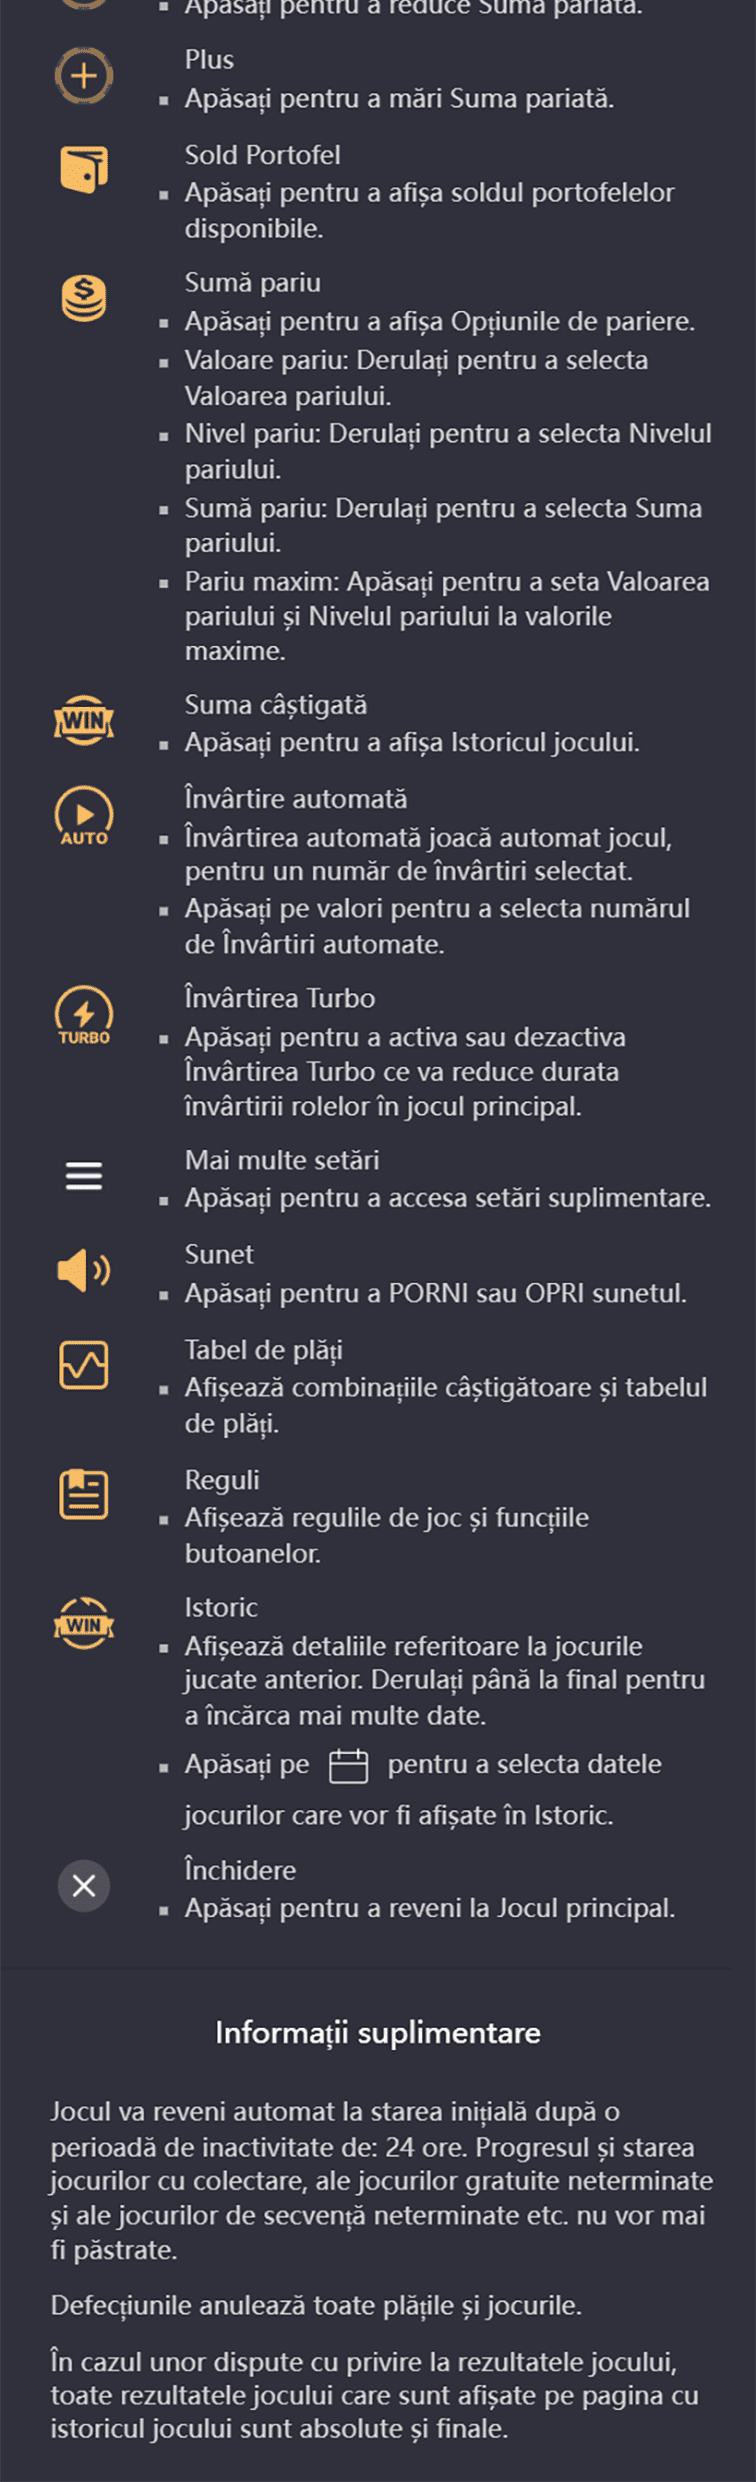 Apăsați pentru a reduce Suma pariată.
Plus
Apăsați pentru a mări Suma pariată.
Sold Portofel
Apăsați pentru a afișa soldul portofelelor
disponibile.
Sumă pariu
Apăsați pentru a afișa Opțiunile de pariere.
Valoare pariu: Derulați pentru a selecta
Valoarea pariului.
Nivel pariu: Derulați pentru a selecta Nivelul
pariului.
Sumă pariu: Derulați pentru a selecta Suma
pariului.
Pariu maxim: Apăsați pentru a seta Valoarea
pariului și Nivelul pariului la valorile
maxime.
WIN
Suma câștigată
Apăsați pentru a afișa Istoricul jocului.
AUTO
Învârtire automată
Învârtirea automată joacă automat jocul,
pentru un număr de învârtiri selectat.
Apăsați pe valori pentru a selecta numărul
de Învârtiri automate.
TURBO
Învârtirea Turbo
Apăsați pentru a activa sau dezactiva
Învârtirea Turbo ce va reduce durata
învârtirii rolelor în jocul principal.
Mai multe setări
Apăsați pentru a accesa setări suplimentare.
Sunet
Apăsați pentru a PORNI sau OPRI sunetul.
Tabel de plăți
Afișează combinațiile câștigătoare și tabelul
de plăți.
Reguli
Afișează regulile de joc și funcțiile
butoanelor.
WIN
Istoric
Afișează detaliile referitoare la jocurile
jucate anterior. Derulați până la final pentru
a încărca mai multe date.
Apăsați pe pentru a selecta datele
jocurilor care vor fi afișate în Istoric.
Închidere
Apăsați pentru a reveni la Jocul principal.
Informații suplimentare
Jocul va reveni automat la starea inițială după o
perioadă de inactivitate de: 24 ore. Progresul și starea
jocurilor cu colectare, ale jocurilor gratuite neterminate
și ale jocurilor de secvență neterminate etc. nu vor mai
fi păstrate.
Defecțiunile anulează toate plățile și jocurile.
În cazul unor dispute cu privire la rezultatele jocului,
toate rezultatele jocului care sunt afișate pe pagina cu
istoricul jocului sunt absolute și finale.